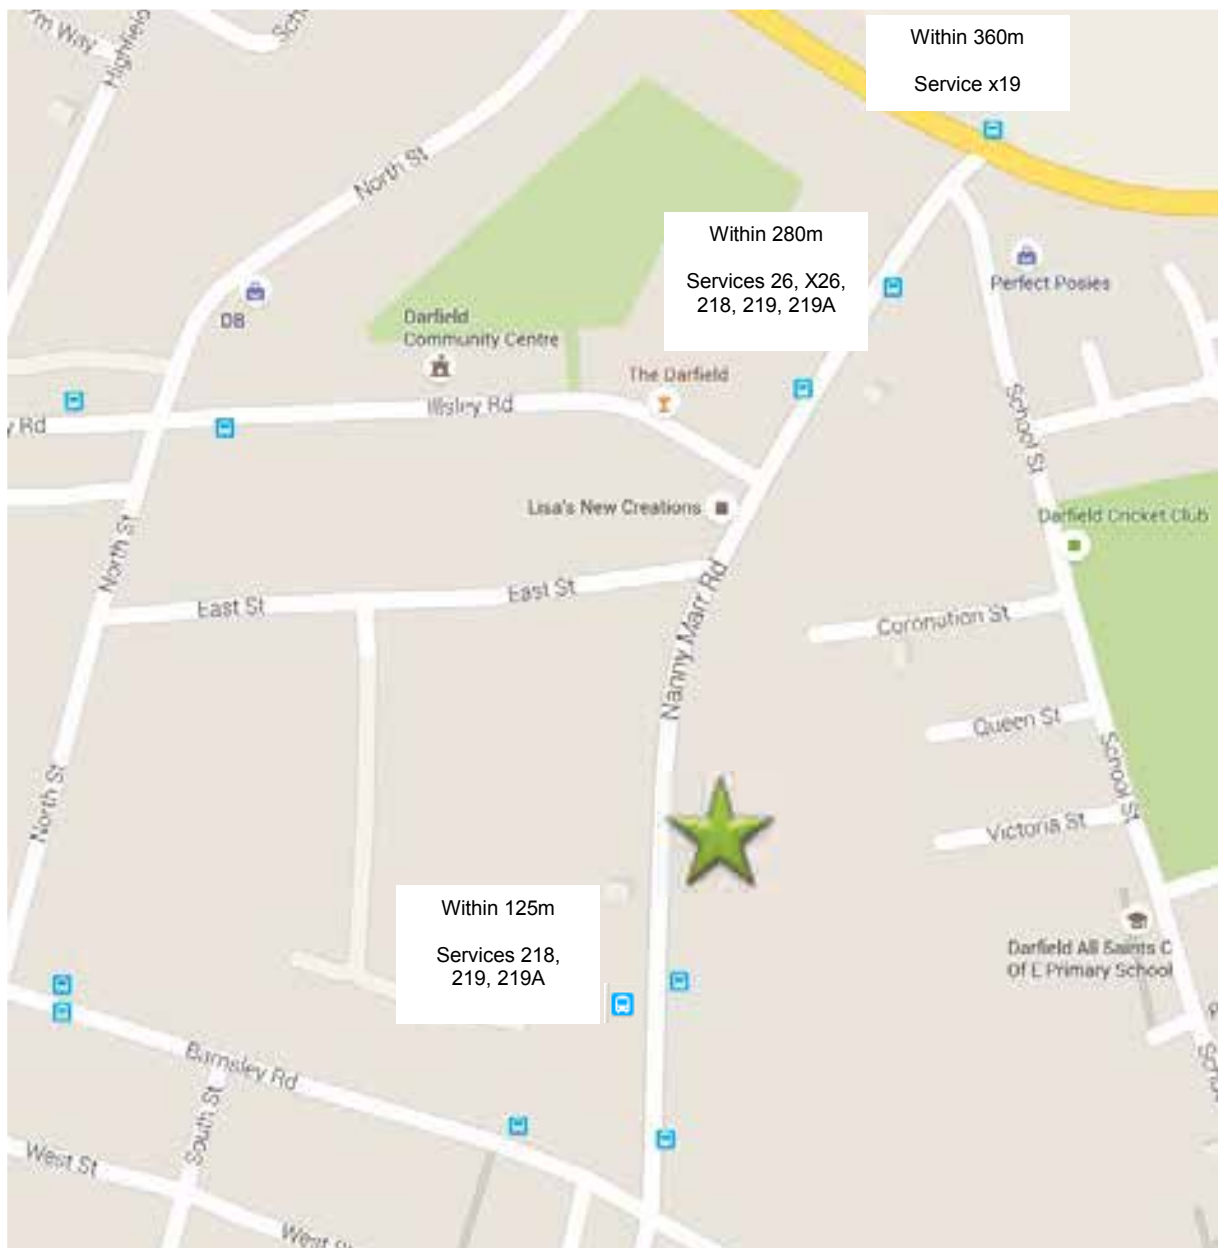 Within 360m
Service x19
Highfield
North St
Within 280m
Services 26, X26,
218, 219, 219A
Perfect Posies
DB
Darfield
Community Centre
The Darfield
Illsley Rd
Rd
School St
Lisa's New Creations
Darfield Cricket Club
North St
East St
East St
Nanny Marr Rd
Coronation St
Queen St
School St
North St
Victoria St
Within 125m
Services 218,
219, 219A
Darfield All Saints C
Of E Primary School
Barnsley Rd
South St
West St
West St